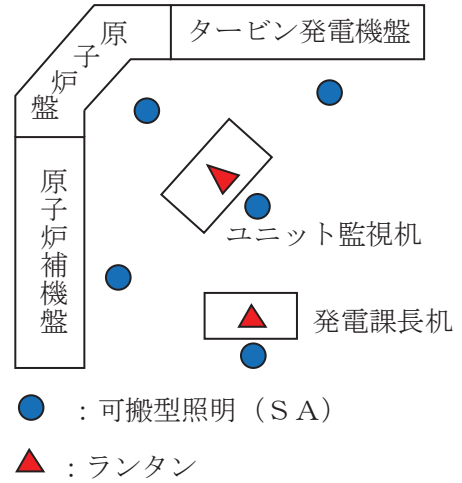 タービン発電機盤
原子炉盤
原子炉補機盤
ユニット監視机
発電課長机
：可搬型照明（ＳＡ）
：ランタン